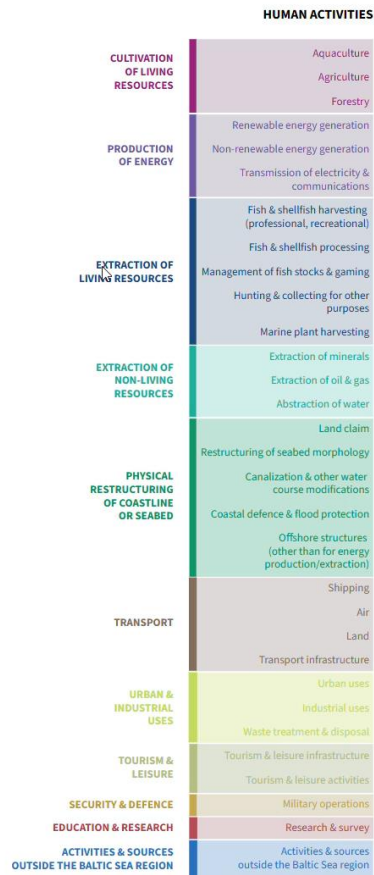 HUMAN ACTIVITIES
CULTIVATION
OF LIVING
RESOURCES
Aquaculture
Agriculture
Forestry
PRODUCTION
OF ENERGY
Renewable energy generation
Non-renewable energy generation
Transmission of electricity &
communications
EXTRACTION OF
LIVING RESOURCES
Fish & shellfish harvesting
(professional, recreational)
Fish & shellfish processing
Management of fish stocks & gaming
Hunting & collecting for other
purposes
Marine plant harvesting
EXTRACTION OF
NON-LIVING
RESOURCES
Extraction of minerals
Extraction of oil & gas
Abstraction of water
PHYSICAL
RESTRUCTURING
OF COASTLINE
OR SEABED
Land claim
Restructuring of seabed morphology
Canalization & other water
course modifications
Coastal defence & flood protection
Offshore structures
(other than for energy
production/extraction)
TRANSPORT
Shipping
Air
Land
Transport infrastructure
URBAN &
INDUSTRIAL
USES
Urban uses
Industrial uses
Waste treatment & disposal
TOURISM &
LEISURE
Tourism & leisure infrastructure
Tourism & leisure activities
SECURITY & DEFENCE
Military operations
EDUCATION & RESEARCH
Research & survey
ACTIVITIES & SOURCES
OUTSIDE THE BALTIC SEA REGION
Activities & sources
outside the Baltic Sea region